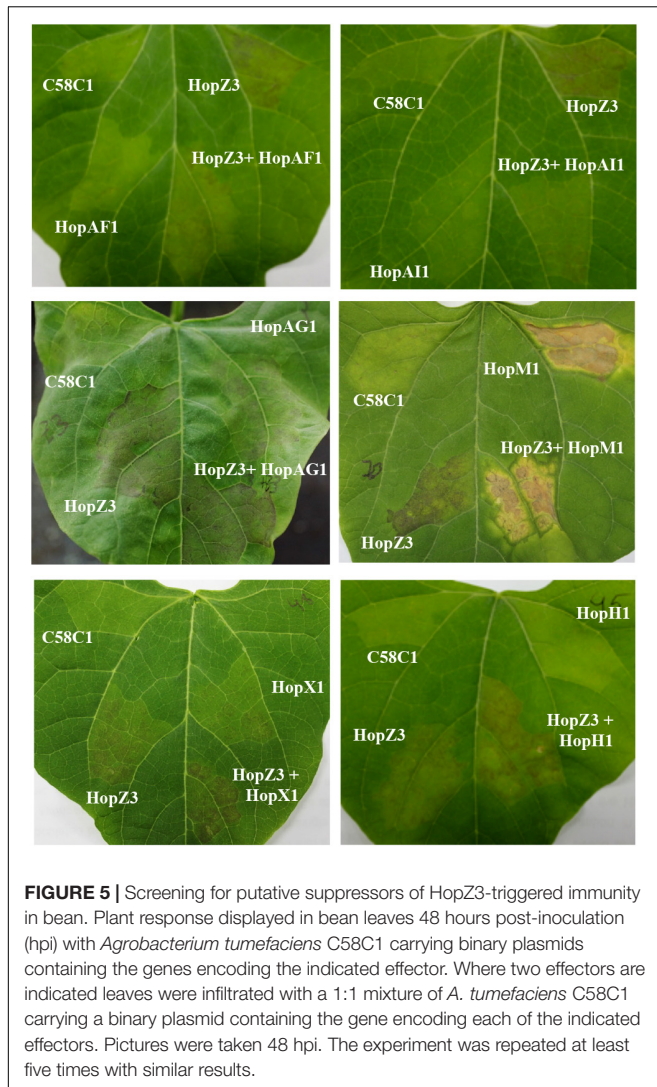 C58C1
HopZ3
HopZ3+ HopAF1
HopAF1
C58C1
HopZ3
HopZ3+ HopAI1
HopAI1
HopAG1
C58C1
HopZ3+ HopAG1
HopZ3
HopM1
C58C1
HopZ3+ HopM1
HopZ3
C58C1
HopX1
HopZ3 +
HopX1
HopZ3
HopH1
C58C1
HopZ3 +
HopH1
HopZ3
FIGURE 5 | Screening for putative suppressors of HopZ3-triggered immunity
in bean. Plant response displayed in bean leaves 48 hours post-inoculation
(hpi) with Agrobacterium tumefaciens C58C1 carrying binary plasmids
containing the genes encoding the indicated effector. Where two effectors are
indicated leaves were infiltrated with a 1:1 mixture of A. tumefaciens C58C1
carrying a binary plasmid containing the gene encoding each of the indicated
effectors. Pictures were taken 48 hpi. The experiment was repeated at least
five times with similar results.